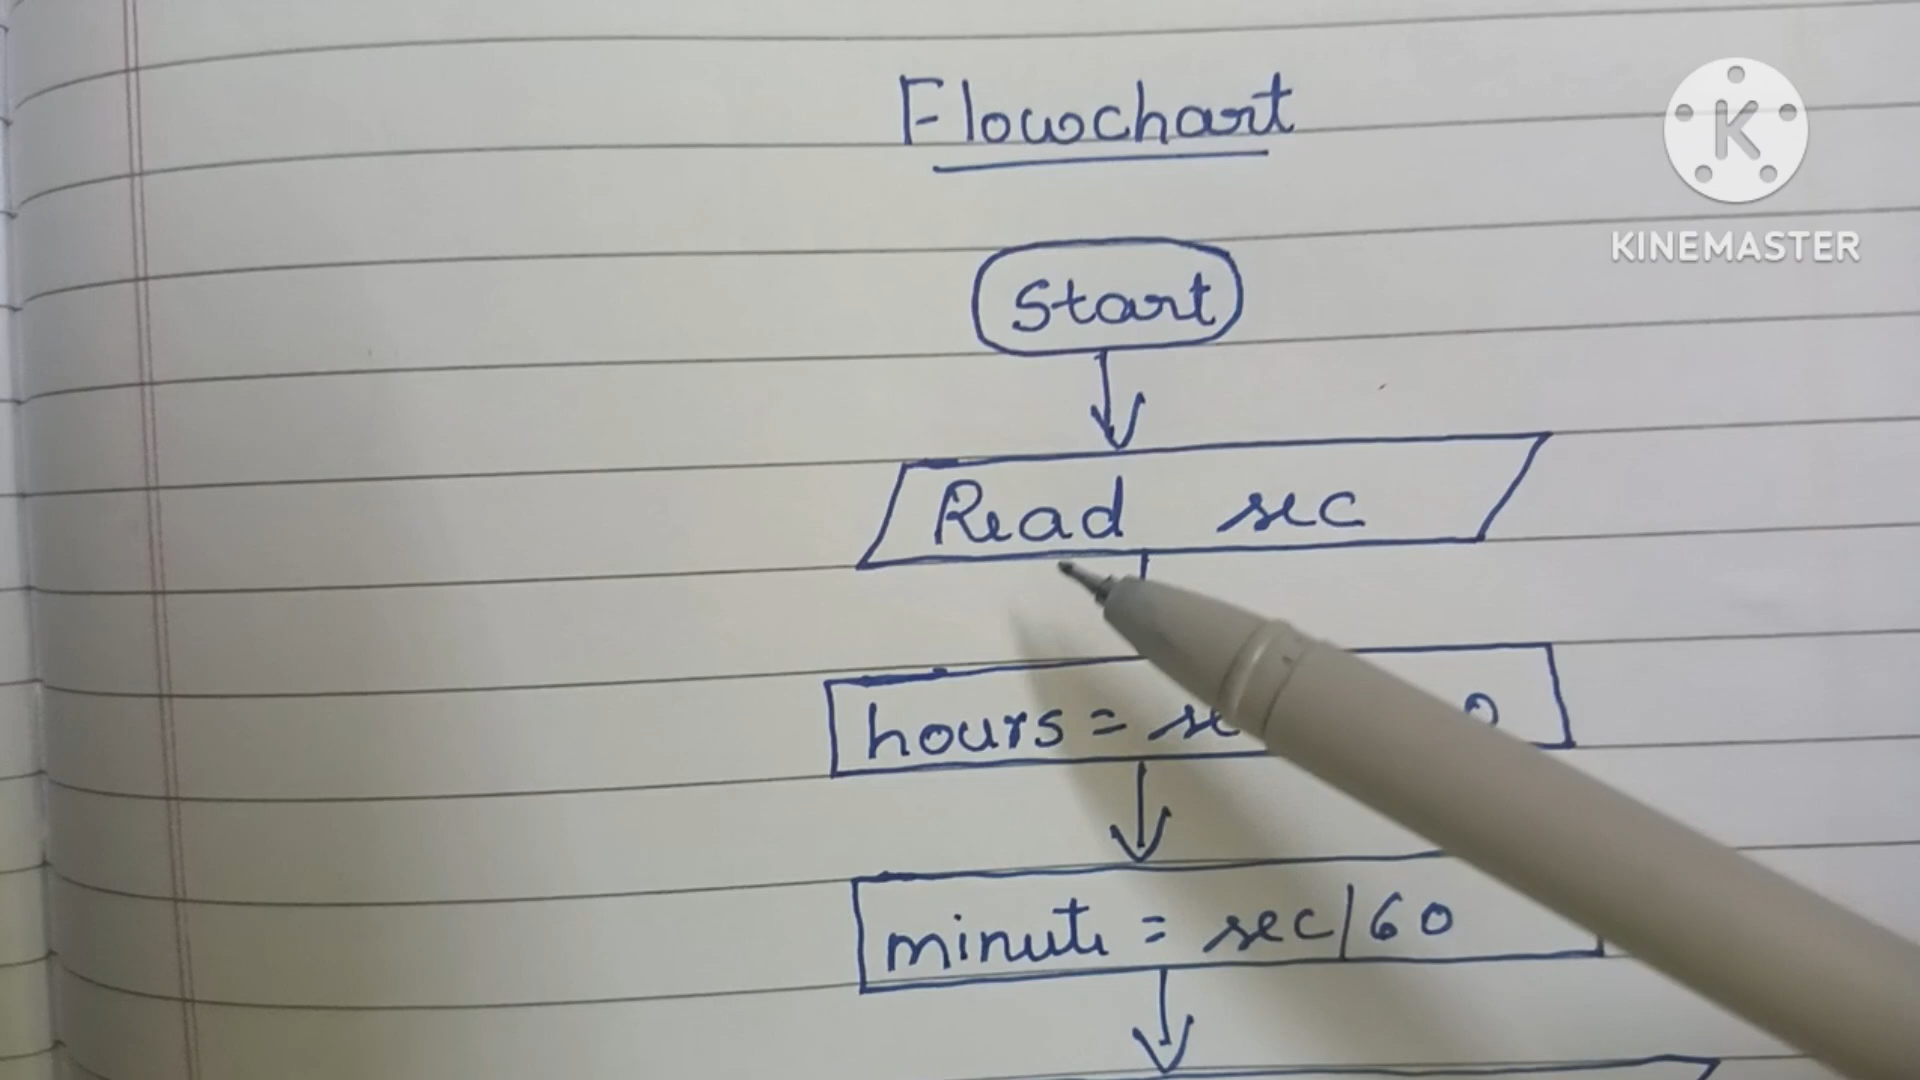 Flowchart
K
KINEMASTER
Start
Read sec
hours =
minute = sec/60